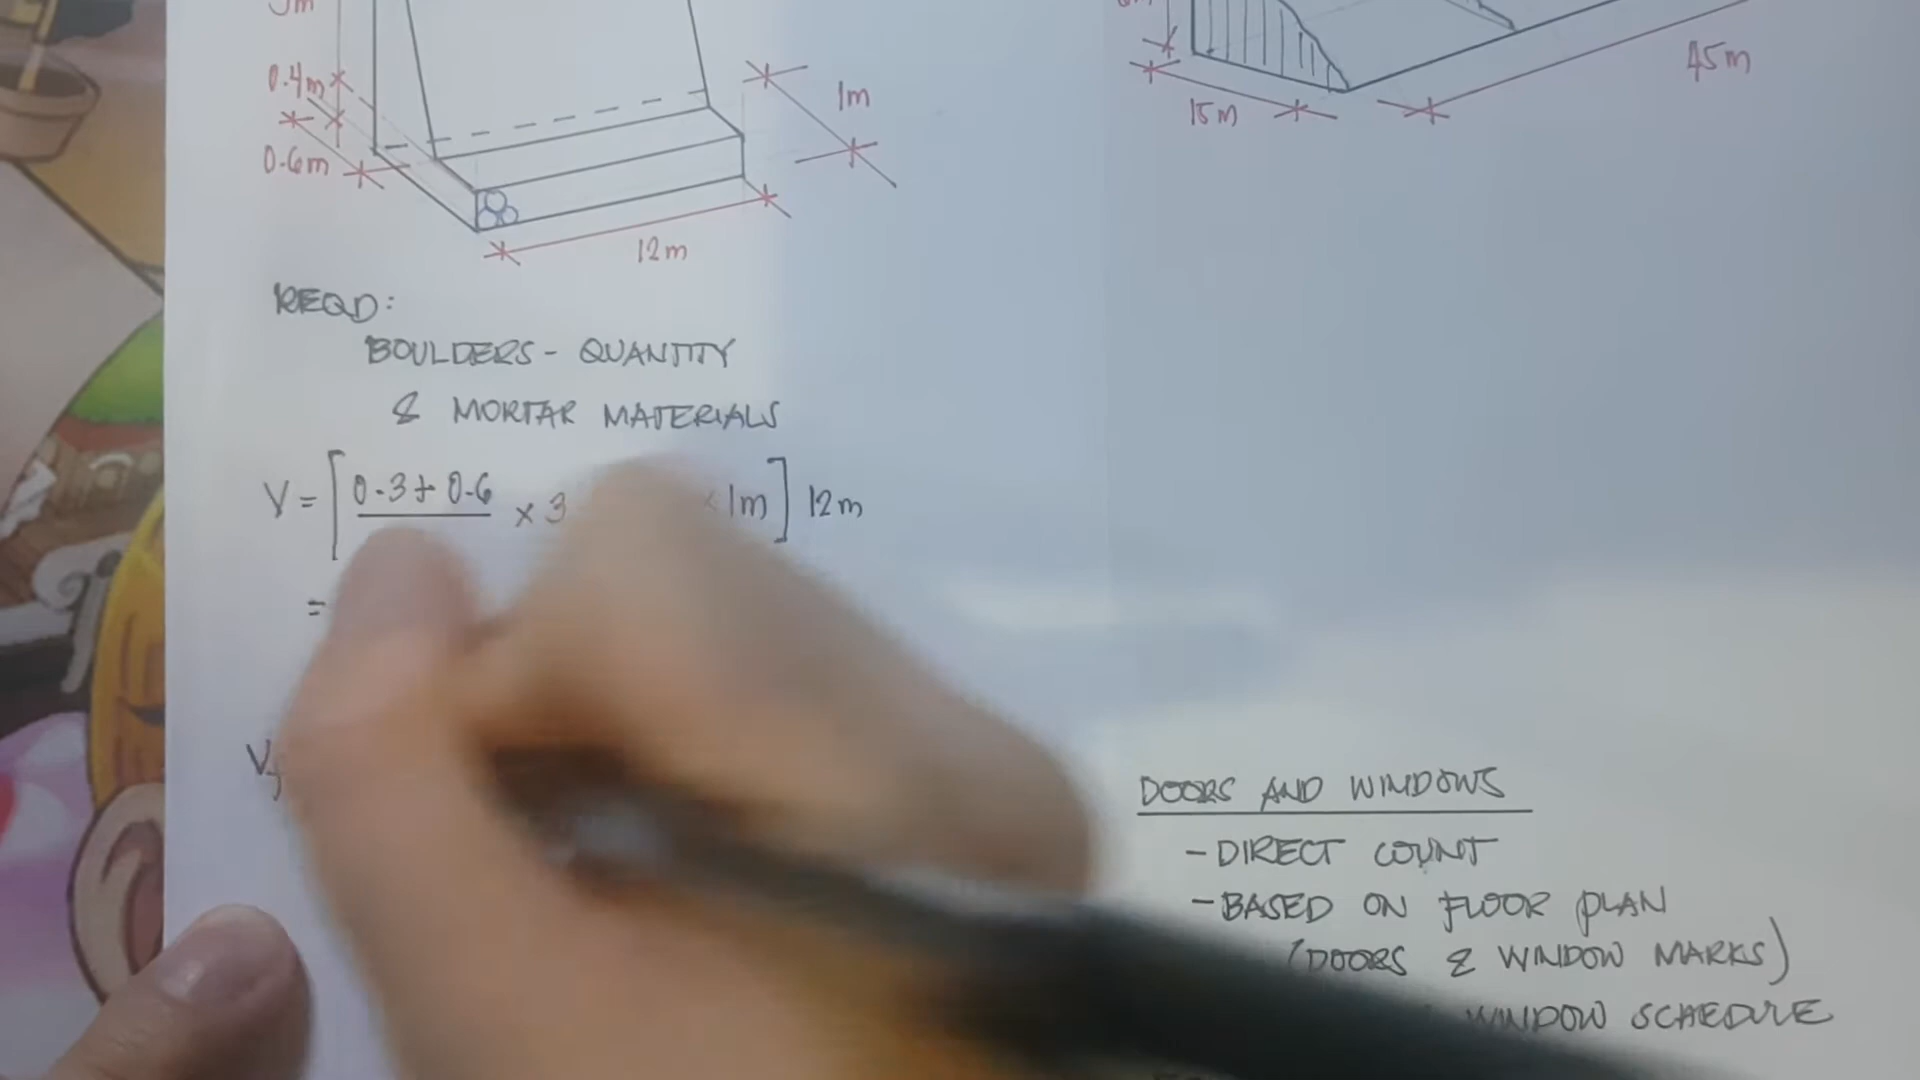 0.4m
0.6m
1m
12m
15m
45m
REQD:
BOULDERS - QUANTITY
& MORTAR MATERIALS
V = [ 0.3 + 0.6 × 3 × 1m ] 12m
=
DOORS AND WINDOWS
- DIRECT COUNT
- BASED ON FLOOR PLAN
(DOORS & WINDOW MARKS)
WINDOW SCHEDULE